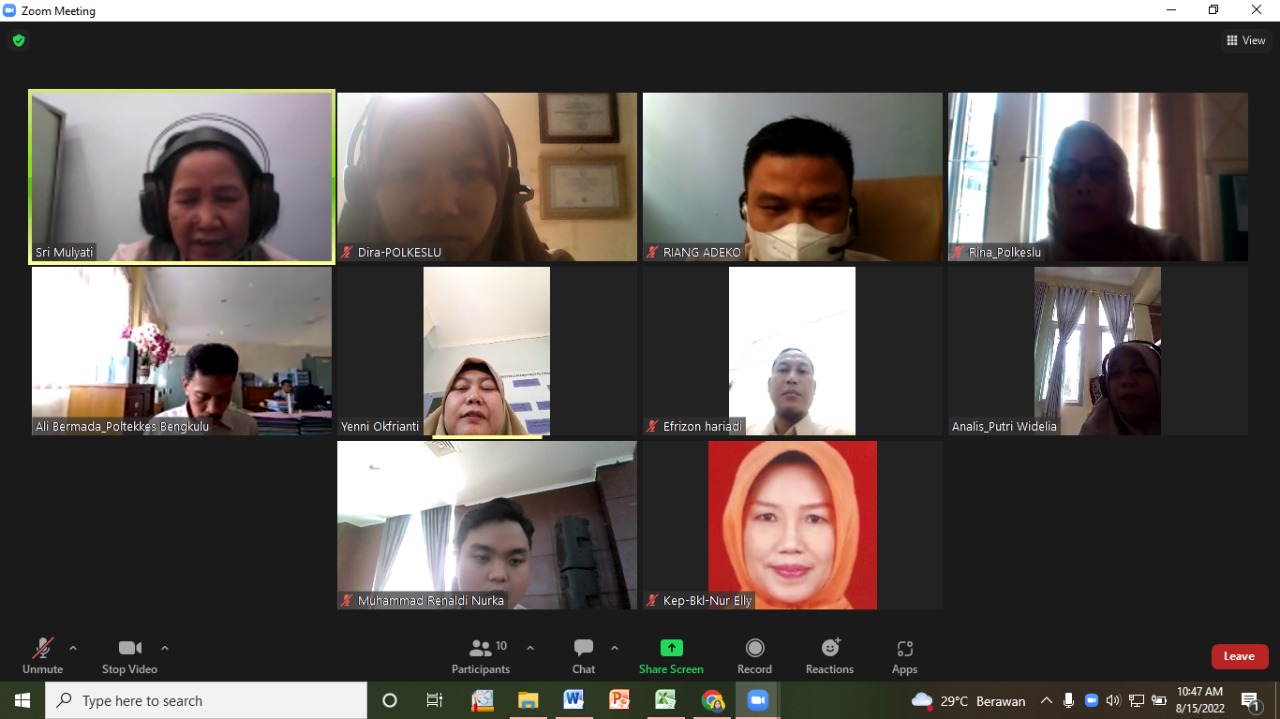 Zoom Meeting
View
Sri Mulyati
Dira-POLKESLU
RIANG ADEKO
Rina_Polkeslu
Ali Bermada_Poltekkes Bengkulu
Yenni Okfrianti
Efrizon hariadi
Analis_Putri Widelia
Muhammad Renaldi Nurka
Kep-Bkl-Nur Elly
10
Unmute
Stop Video
Participants
Chat
Share Screen
Record
Reactions
Apps
Leave
Type here to search
29°C Berawan
10:47 AM
8/15/2022
1